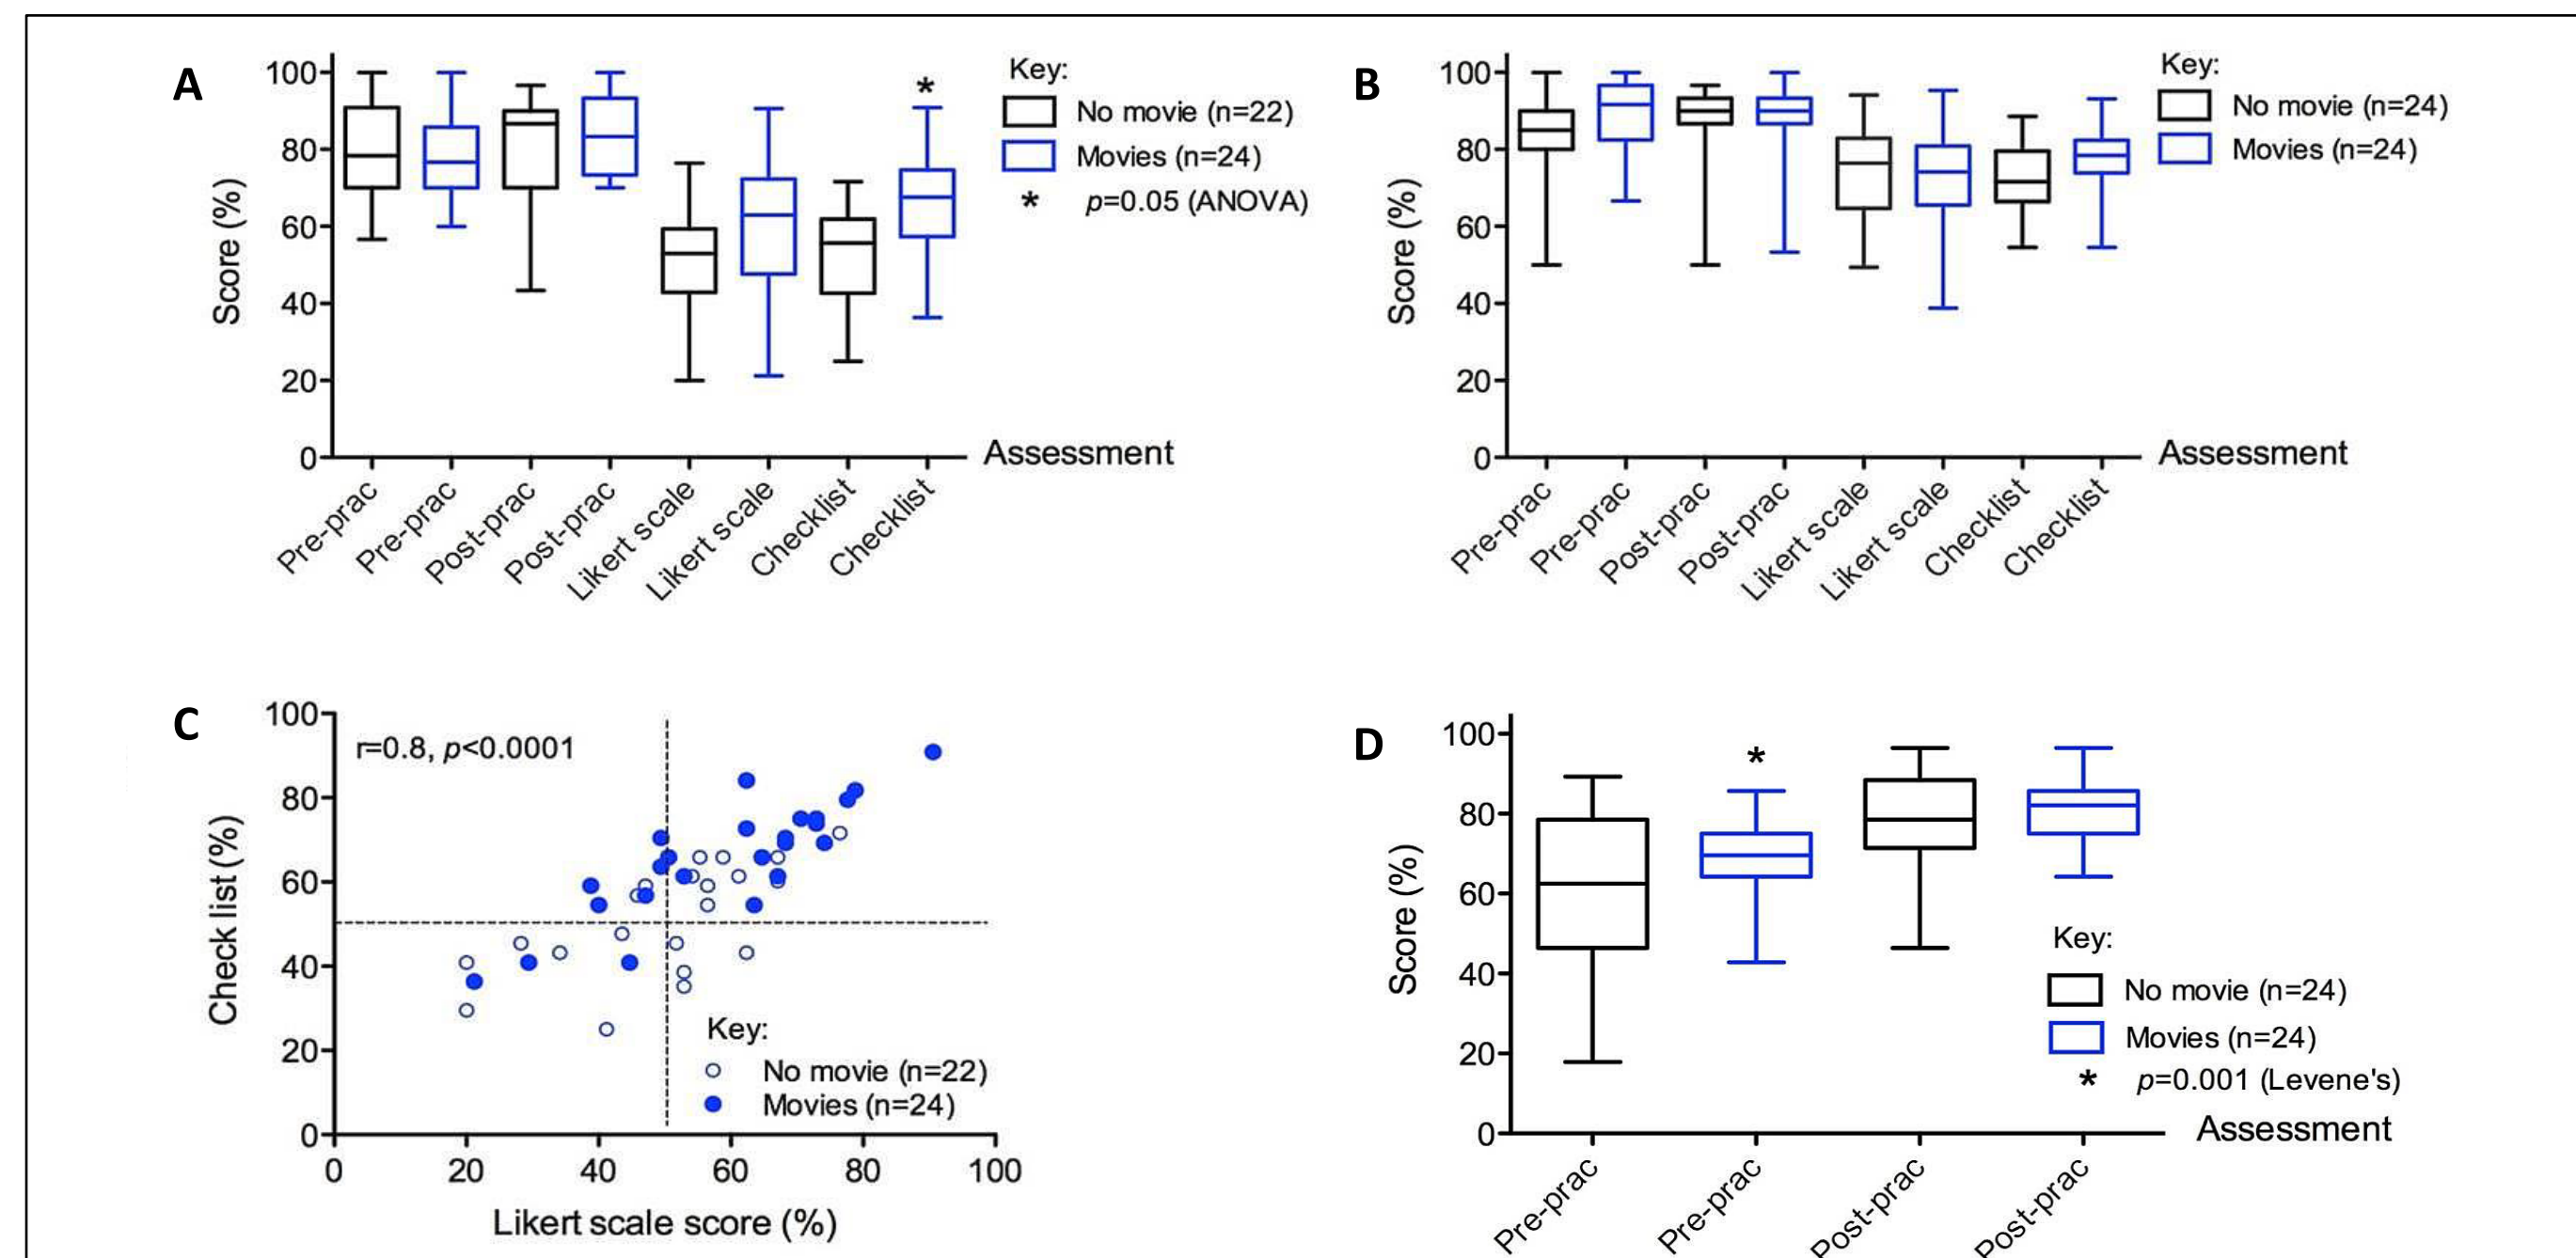 A
100
80
60
40
20
0
Score (%)
Pre-prac
Pre-prac
Post-prac
Post-prac
Likert scale
Likert scale
Checklist
Checklist
*
Assessment
Key:
No movie (n=22)
Movies (n=24)
* p=0.05 (ANOVA)
B
100
80
60
40
20
0
Score (%)
Pre-prac
Pre-prac
Post-prac
Post-prac
Likert scale
Likert scale
Checklist
Checklist
Assessment
Key:
No movie (n=24)
Movies (n=24)
C
100
80
60
40
20
0
Check list (%)
r=0.8, p<0.0001
Key:
No movie (n=22)
Movies (n=24)
0 20 40 60 80 100
Likert scale score (%)
D
100
80
60
40
20
0
Score (%)
*
Key:
No movie (n=24)
Movies (n=24)
* p=0.001 (Levene's)
Assessment
Pre-prac
Pre-prac
Post-prac
Post-prac